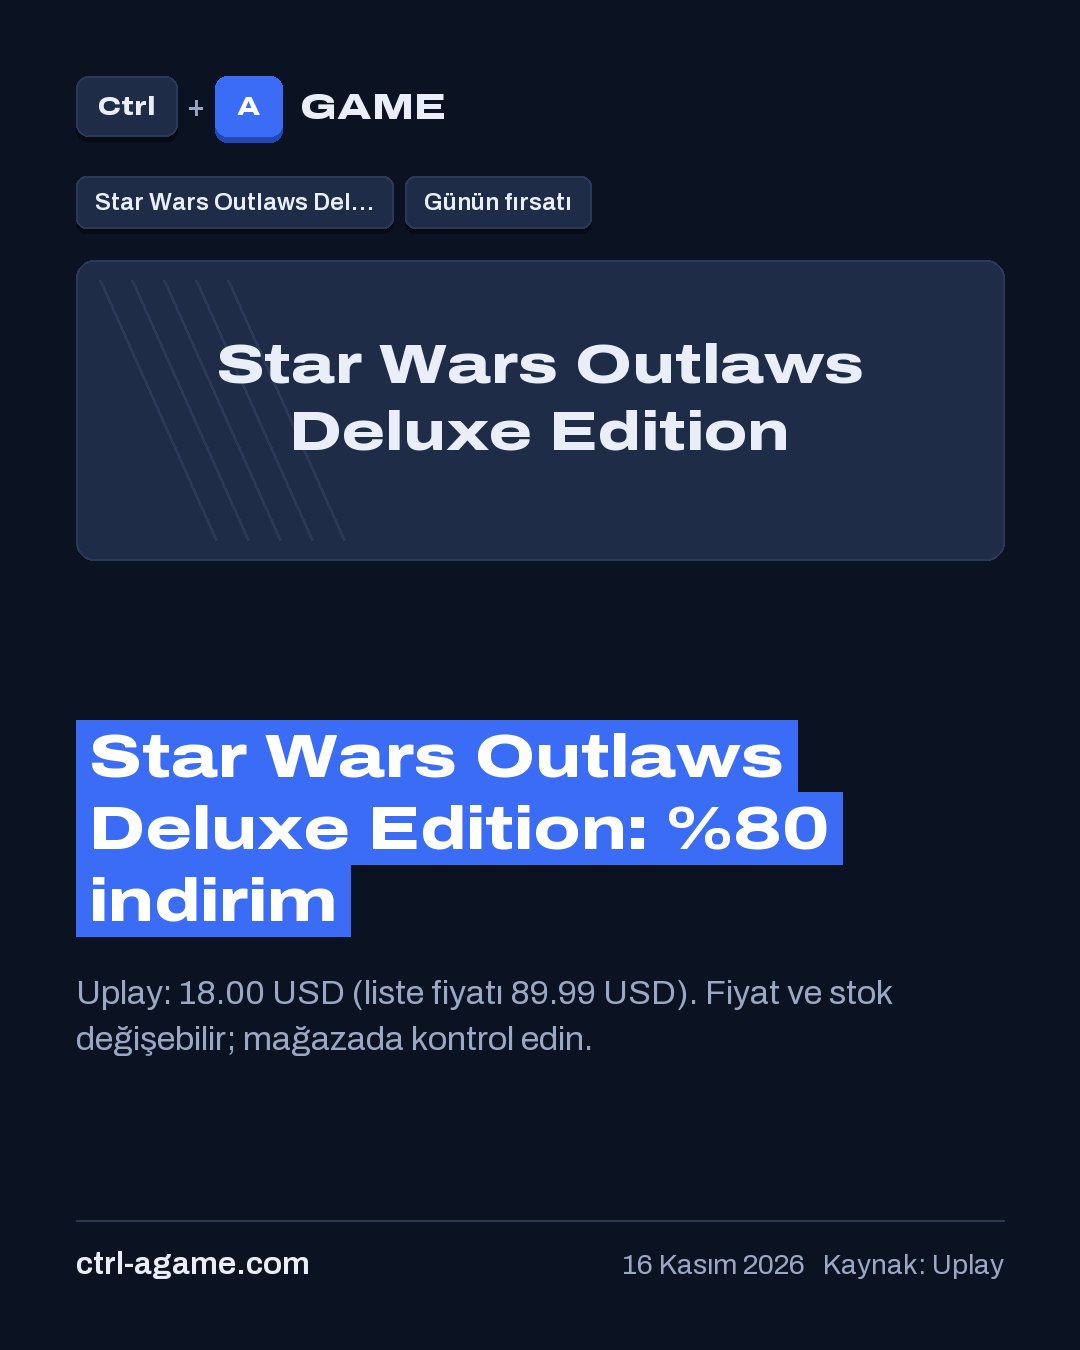 Ctrl + A GAME
Star Wars Outlaws Del... Günün fırsatı
Star Wars Outlaws
Deluxe Edition
Star Wars Outlaws
Deluxe Edition: %80
indirim
Uplay: 18.00 USD (liste fiyatı 89.99 USD). Fiyat ve stok
değişebilir; mağazada kontrol edin.
ctrl-agame.com 16 Kasım 2026 Kaynak: Uplay